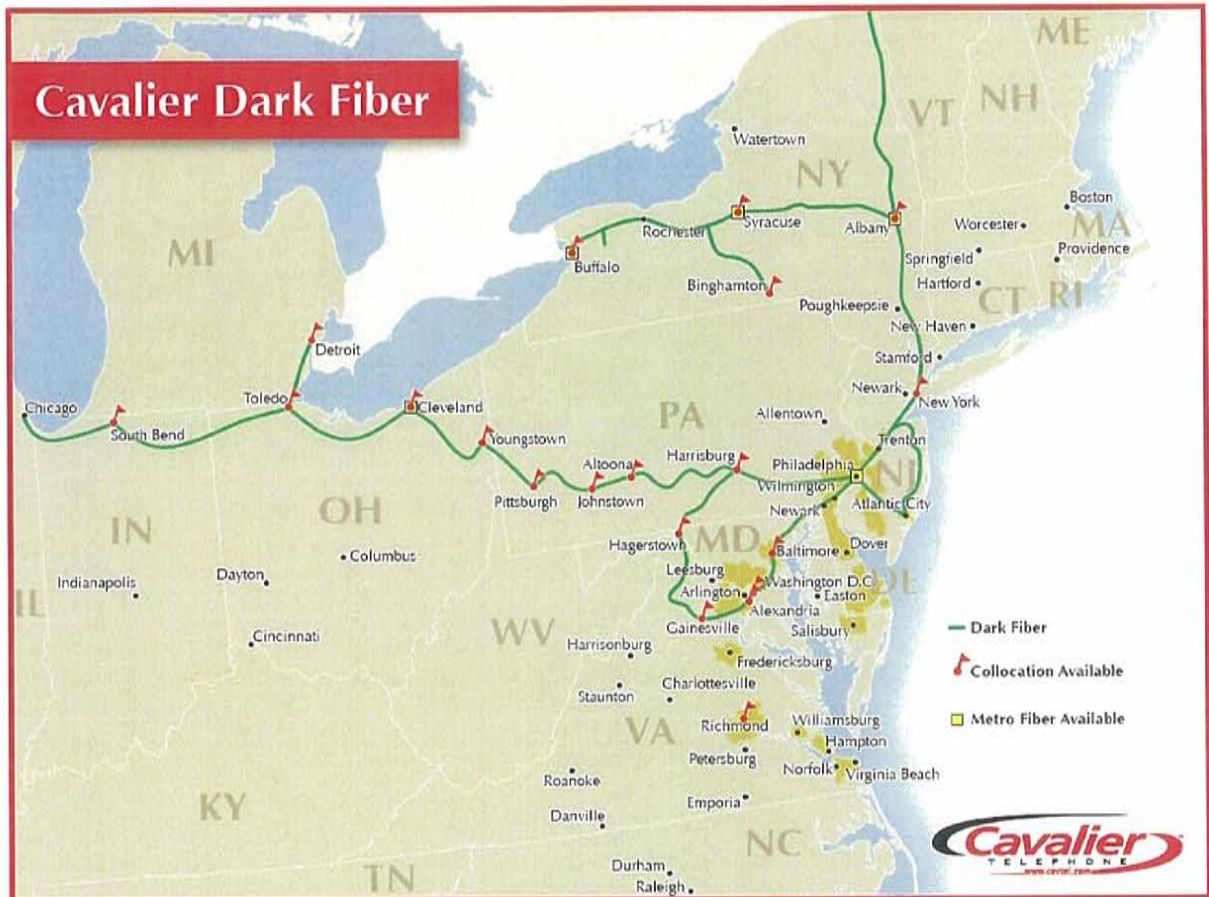 Cavalier Dark Fiber
ME
VT
NH
Watertown
NY
Boston
Syracuse
Rochester
Albany
Worcester
MA
Springfield
Providence
MI
Buffalo
Binghamton
Hartford
CT
RI
Poughkeepsie
New Haven
Detroit
Stamford
Toledo
Newark
New York
Chicago
Cleveland
Allentown
South Bend
PA
Youngstown
Trenton
Harrisburg
Philadelphia
Altoona
NJ
Pittsburgh
Johnstown
Wilmington
Atlantic City
Newark
OH
IN
Hagerstown
MD
Baltimore
Dover
Columbus
Leesburg
Washington D.C.
Indianapolis
Dayton
Arlington
Easton
DE
IL
Alexandria
Gainesville
Salisbury
WV
Cincinnati
Harrisonburg
Fredericksburg
Staunton
Charlottesville
Richmond
Williamsburg
VA
Hampton
Petersburg
Norfolk
Virginia Beach
Roanoke
Emporia
KY
Danville
NC
Durham
TN
Raleigh
Dark Fiber
Collocation Available
Metro Fiber Available
Cavalier
TELEPHONE